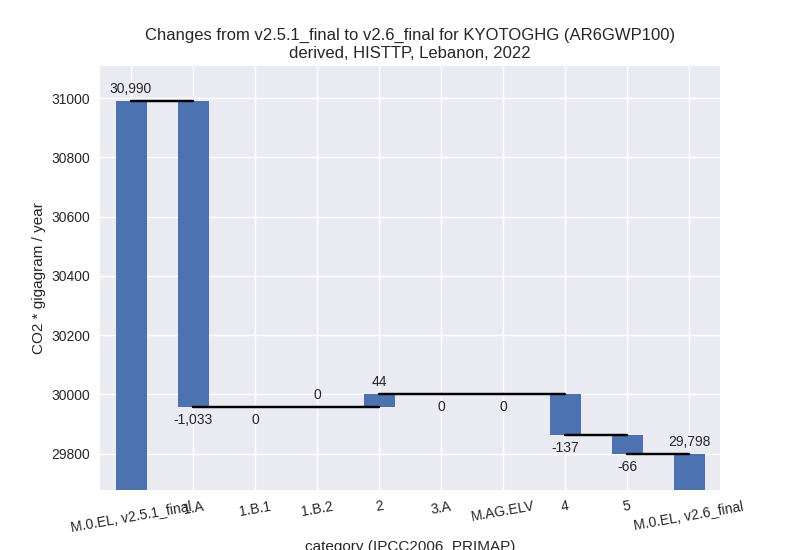 Changes from v2.5.1_final to v2.6_final for KYOTOGHG (AR6GWP100)
derived, HISTTP, Lebanon, 2022
CO2 * gigagram / year
31000
30800
30600
30400
30200
30000
29800
30,990
-1,033
0
0
44
0
0
-137
-66
29,798
M.0.EL, v2.5.1_final
1.A
1.B.1
1.B.2
2
3.A
M.AG.ELV
4
5
M.0.EL, v2.6_final
category (IPCC2006_PRIMAP)